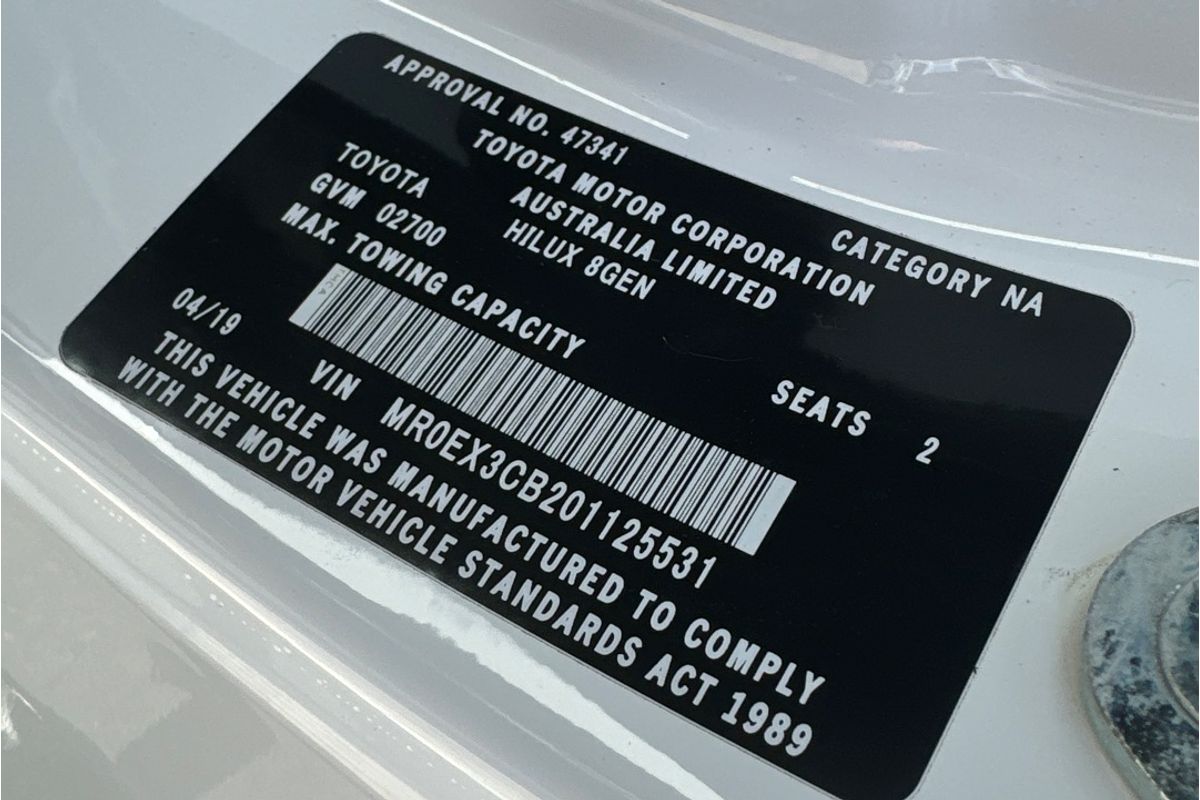 APPROVAL NO. 47341 CATEGORY NA
TOYOTA MOTOR CORPORATION
TOYOTA AUSTRALIA LIMITED
GVM 02700 HILUX 8GEN SEATS 2
MAX. TOWING CAPACITY
04/19
VIN MR0EX3CB201125531
THIS VEHICLE WAS MANUFACTURED TO COMPLY
WITH THE MOTOR VEHICLE STANDARDS ACT 1989